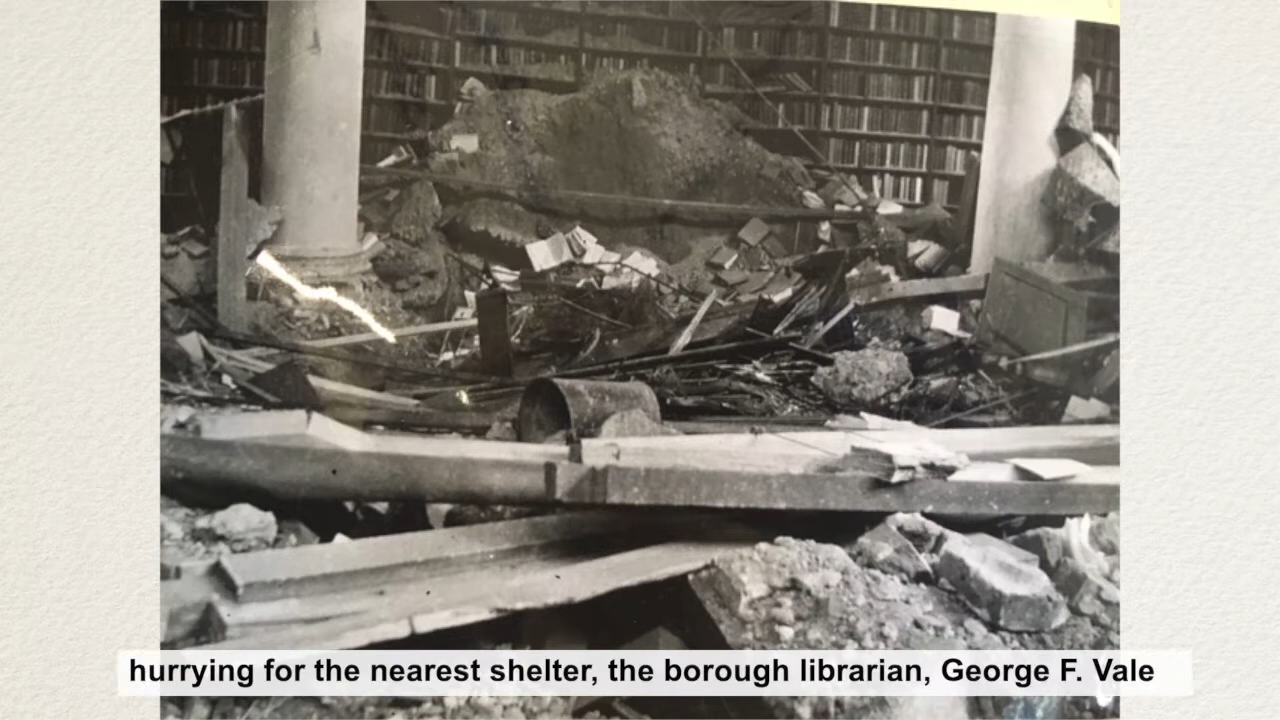 hurrying for the nearest shelter, the borough librarian, George F. Vale